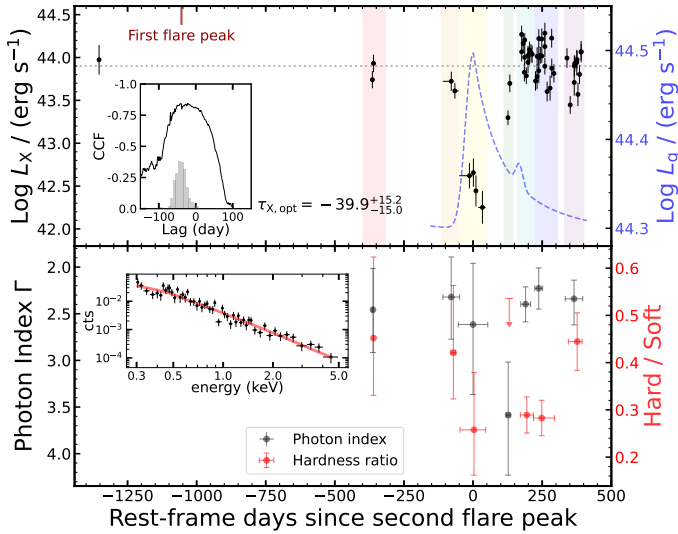 First flare peak
44.5
44.0
43.5
43.0
42.5
42.0
Log L_X / (erg s⁻¹)
44.5
44.4
44.3
Log L_g / (erg s⁻¹)
-1.0
-0.75
-0.5
-0.25
0.0
CCF
−100
0
100
Lag (day)
τ_X, opt = −39.9 +15.2 −15.0
2.0
2.5
3.0
3.5
4.0
Photon Index Γ
0.6
0.5
0.4
0.3
0.2
Hard / Soft
10⁻²
10⁻³
10⁻⁴
cts
0.3 0.5 1.0 2.0 5.0
energy (keV)
Photon index
Hardness ratio
−1250 −1000 −750 −500 −250 0 250 500
Rest-frame days since second flare peak